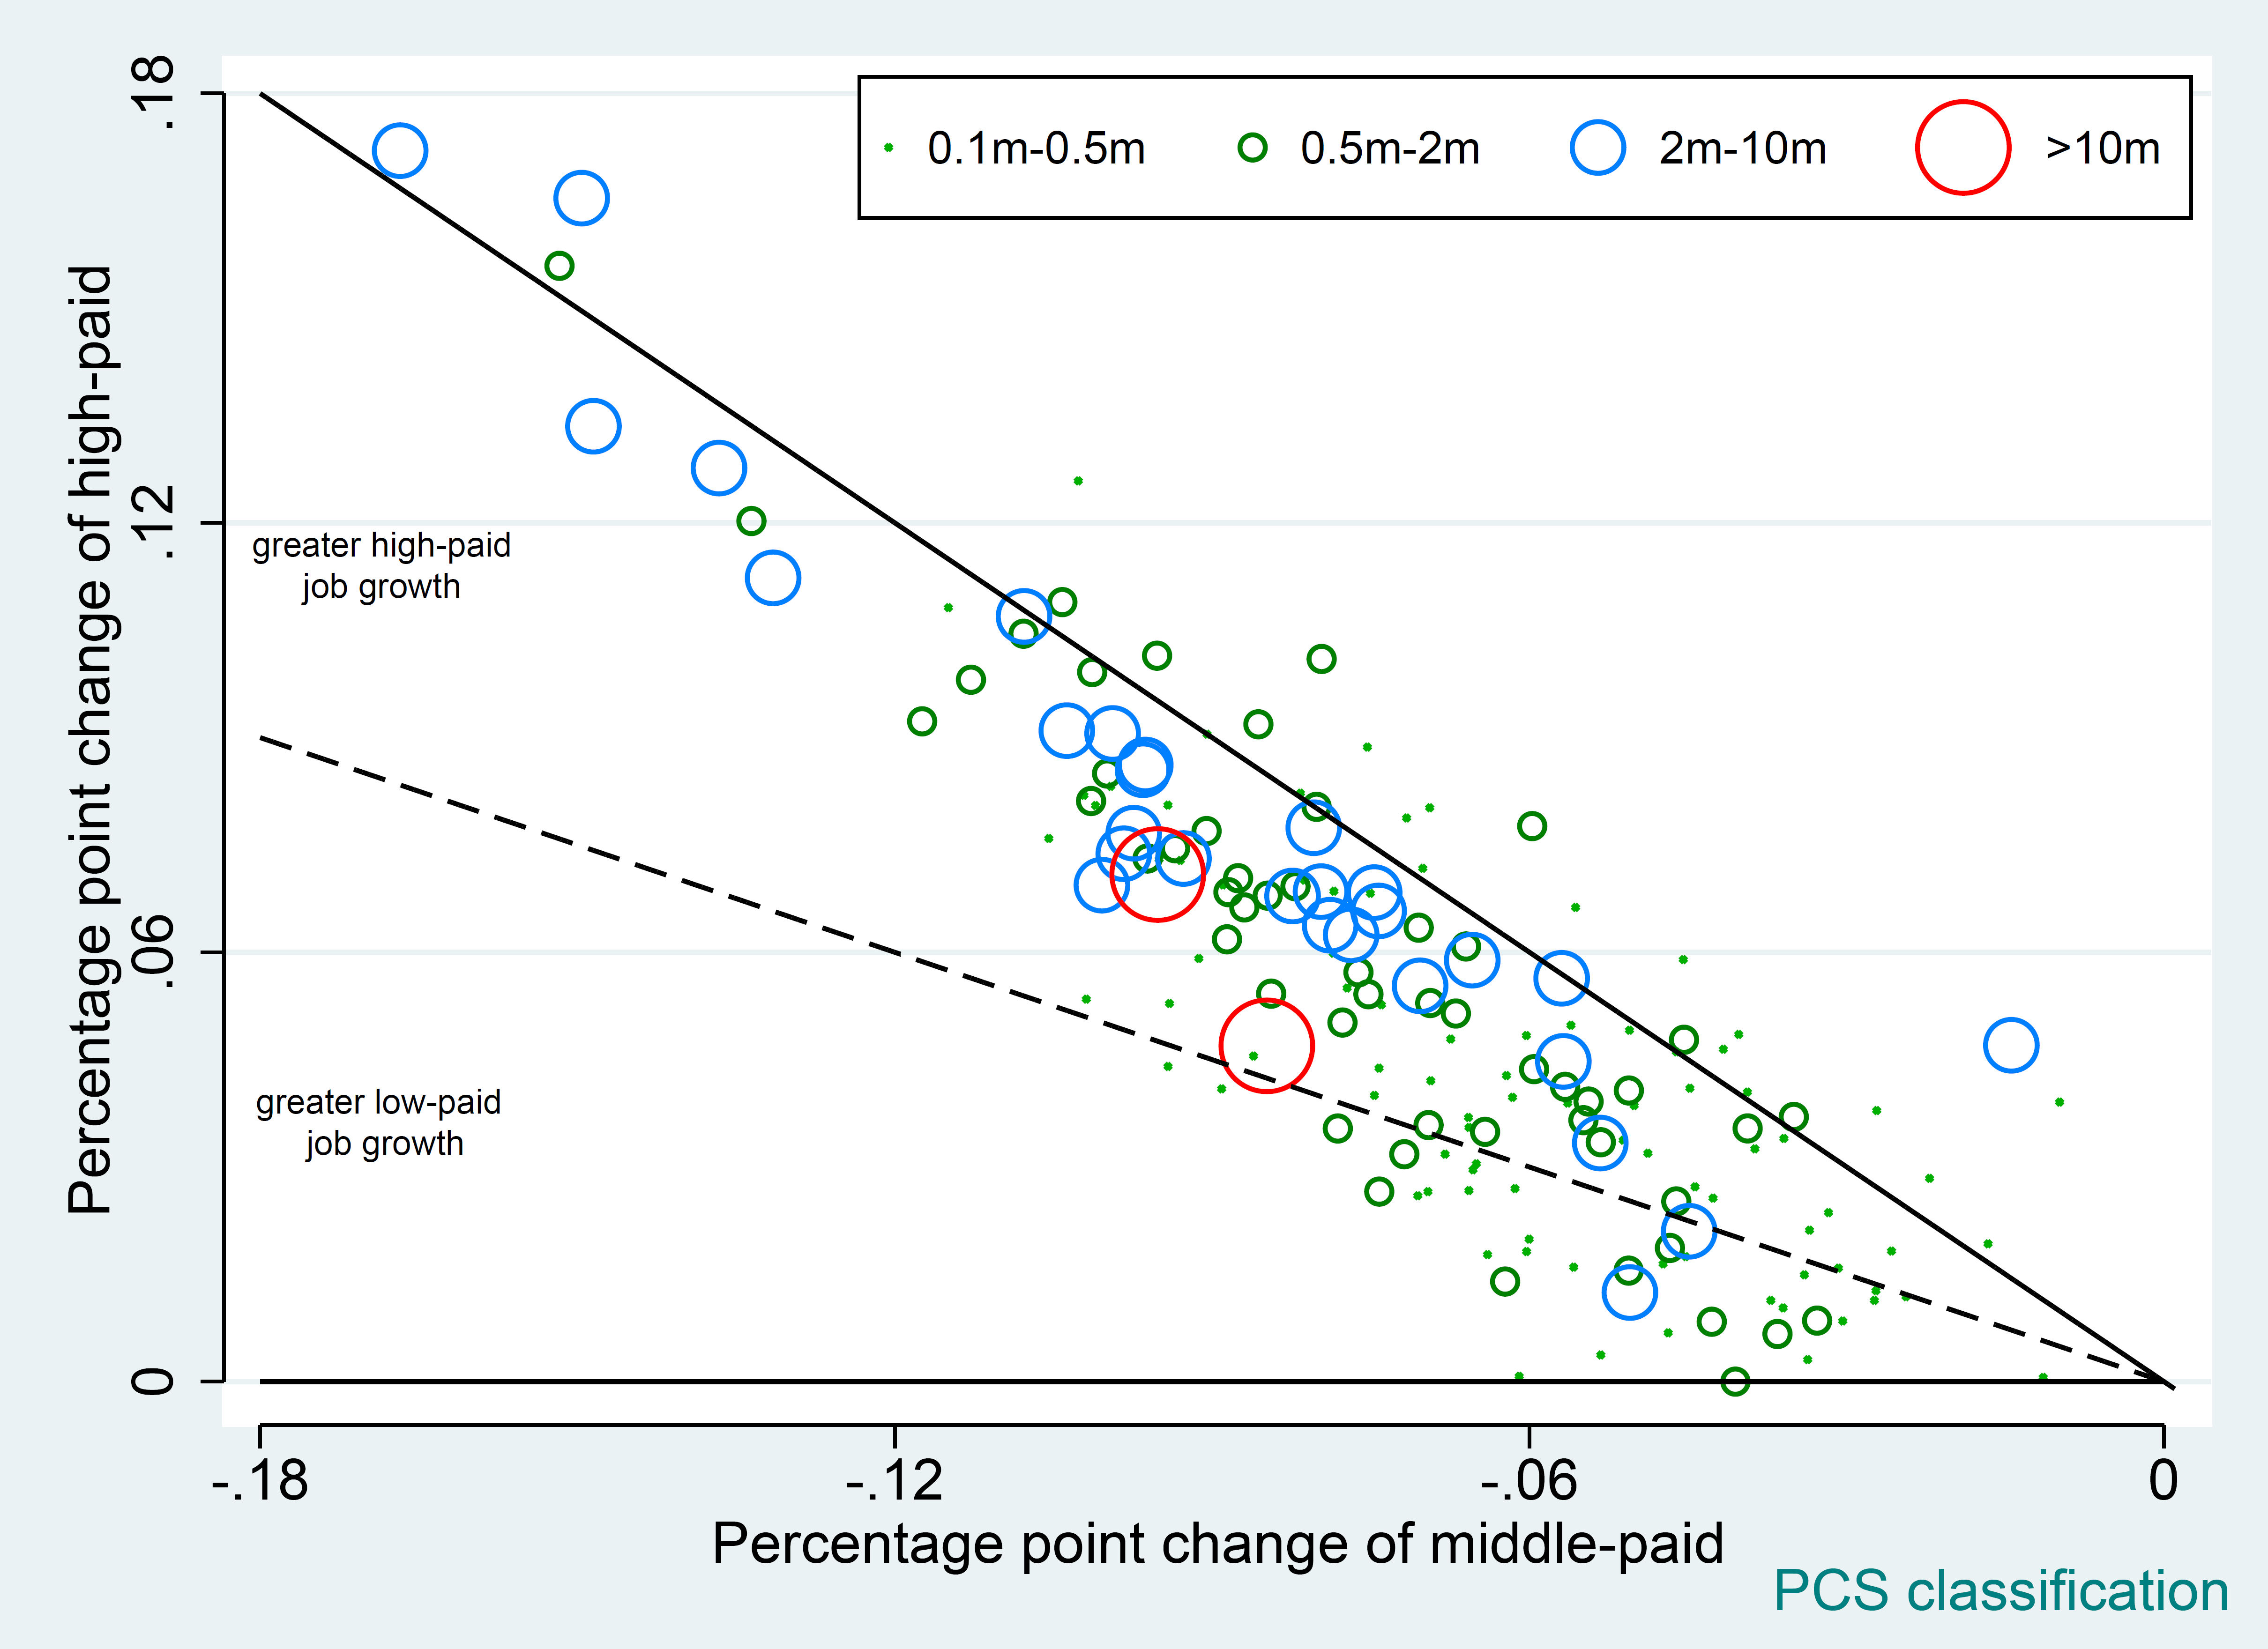 0.1m-0.5m
0.5m-2m
2m-10m
>10m
Percentage point change of high-paid
.18
.12
.06
0
greater high-paid
job growth
greater low-paid
job growth
-.18
-.12
-.06
0
Percentage point change of middle-paid
PCS classification